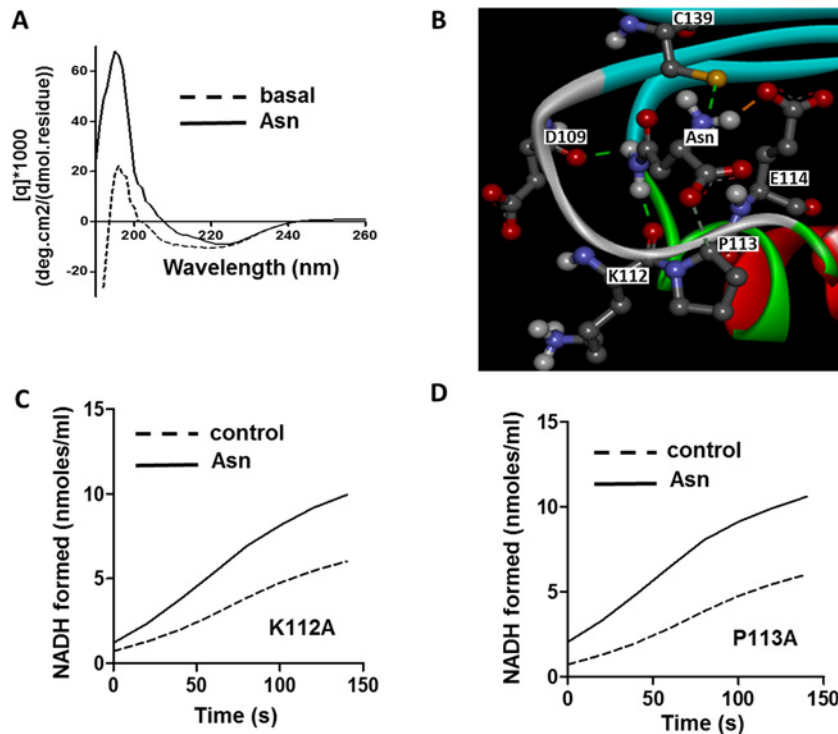 A
[q]*1000
(deg.cm2/(dmol.residue))
60
40
20
0
-20
200
220
240
260
Wavelength (nm)
basal
Asn
B
C139
D109
Asn
E114
P113
K112
C
NADH formed (nmoles/ml)
15
10
5
0
0
50
100
150
Time (s)
control
Asn
K112A
D
NADH formed (nmoles/ml)
15
10
5
0
0
50
100
150
Time (s)
control
Asn
P113A